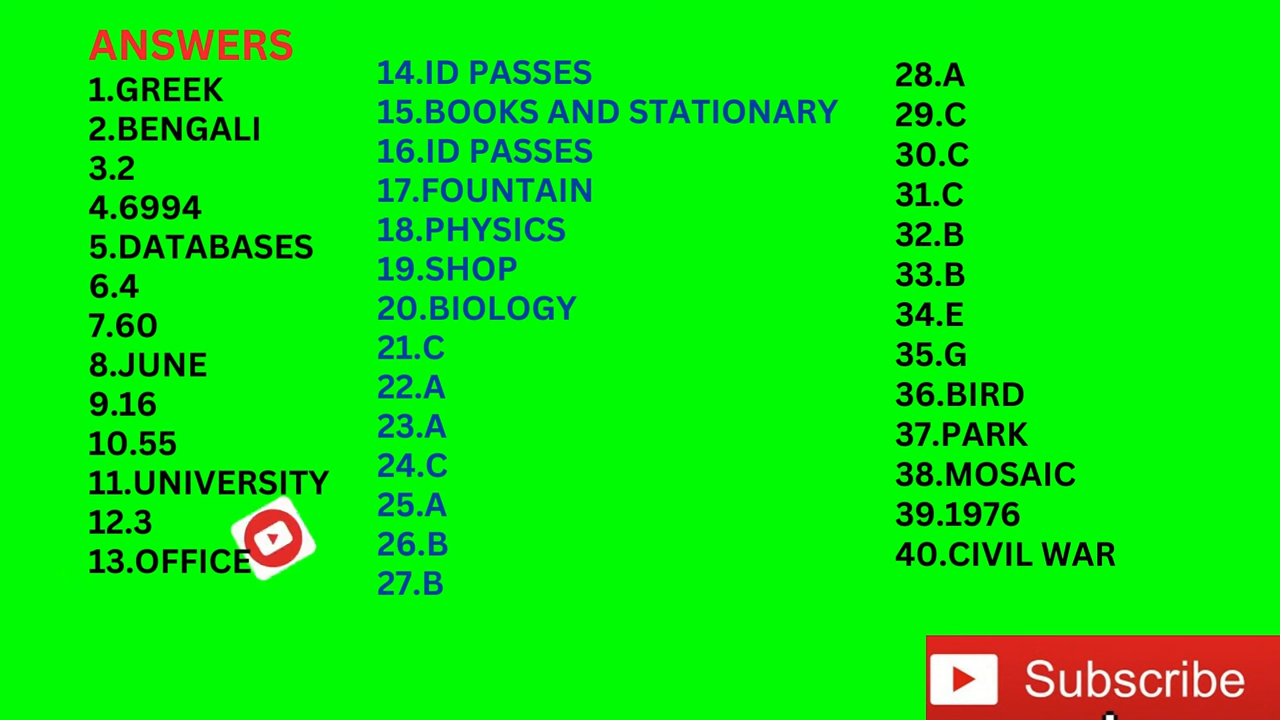 ANSWERS
1.GREEK
2.BENGALI
3.2
4.6994
5.DATABASES
6.4
7.60
8.JUNE
9.16
10.55
11.UNIVERSITY
12.3
13.OFFICE
14.ID PASSES
15.BOOKS AND STATIONARY
16.ID PASSES
17.FOUNTAIN
18.PHYSICS
19.SHOP
20.BIOLOGY
21.C
22.A
23.A
24.C
25.A
26.B
27.B
28.A
29.C
30.C
31.C
32.B
33.B
34.E
35.G
36.BIRD
37.PARK
38.MOSAIC
39.1976
40.CIVIL WAR
Subscribe